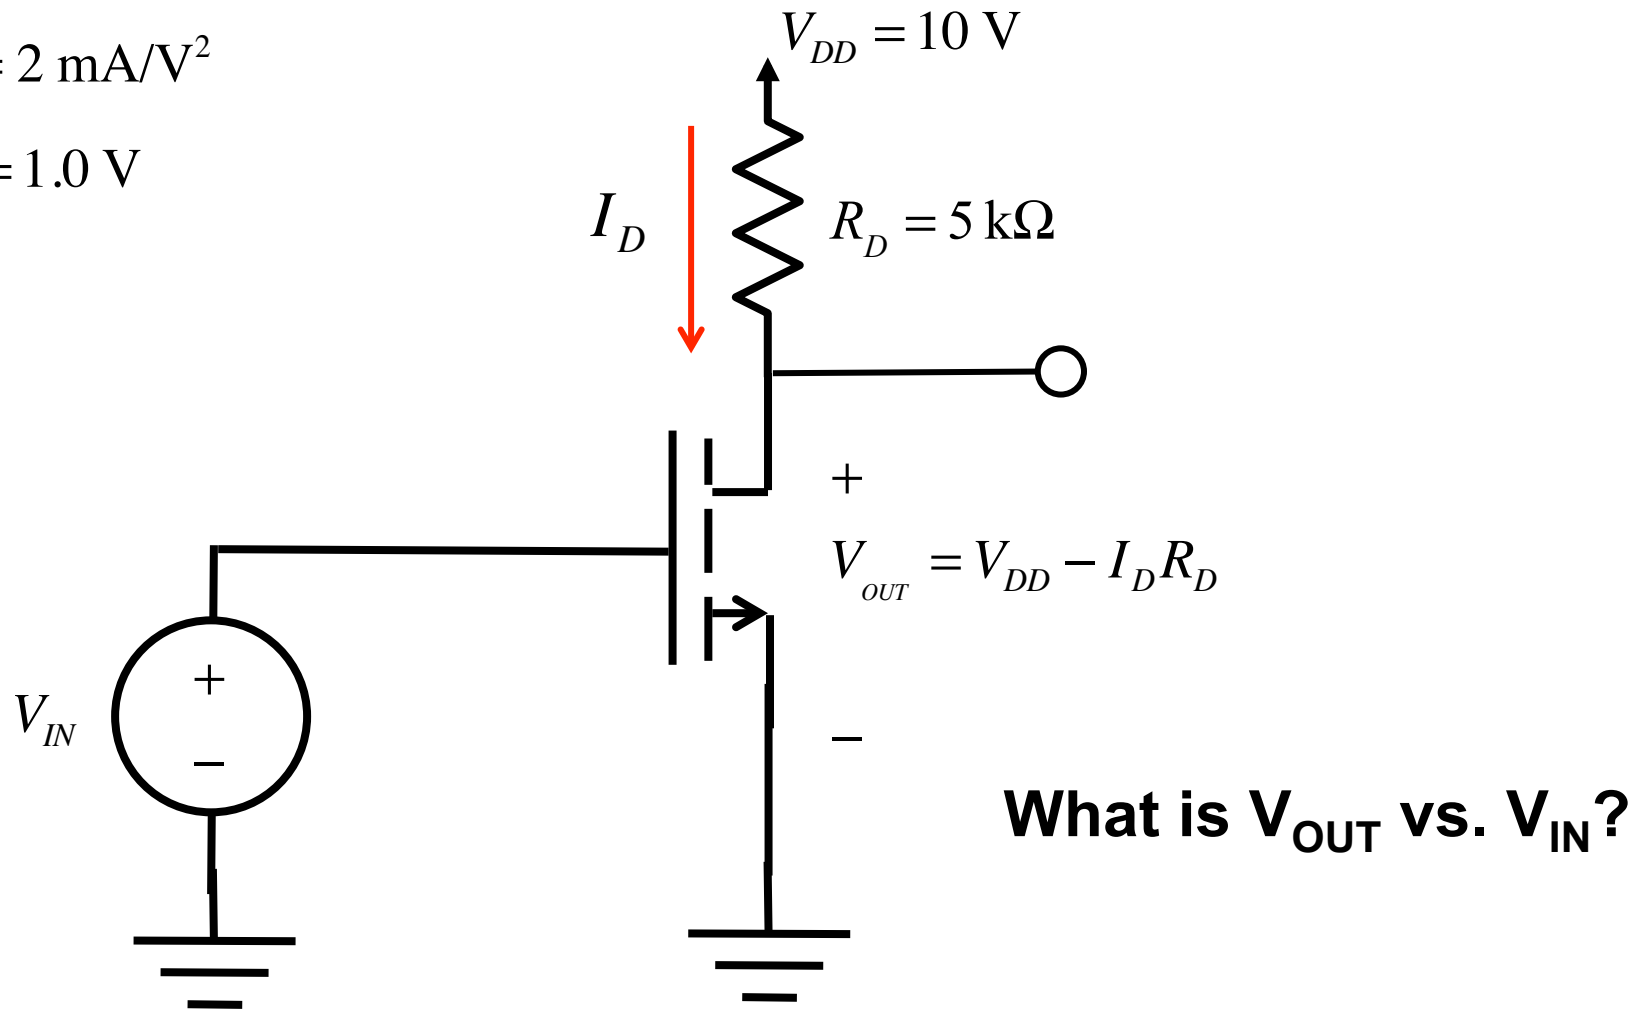 V_DD = 10 V
= 2 mA/V²
= 1.0 V
I_D
R_D = 5 kΩ
+
V_OUT = V_DD − I_D R_D
+
V_IN
−
−
What is V_OUT vs. V_IN?